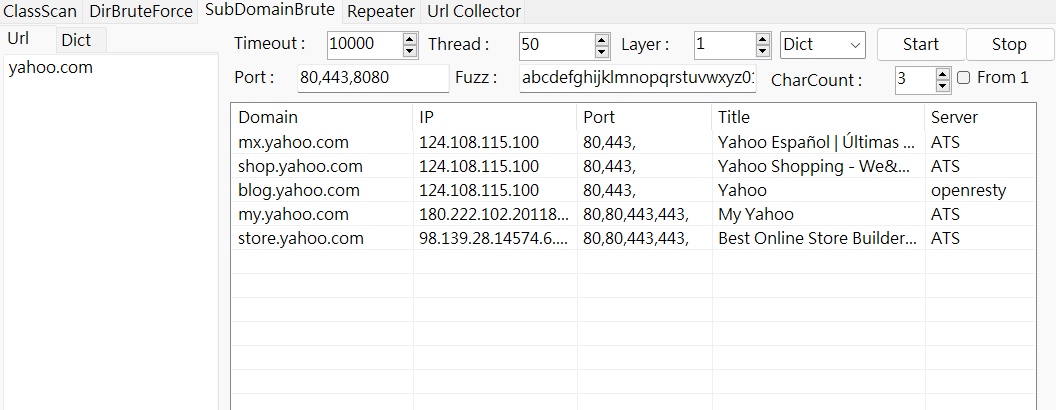 ClassScan DirBruteForce SubDomainBrute Repeater Url Collector
Url Dict
yahoo.com
Timeout : 10000 Thread : 50 Layer : 1 Dict Start Stop
Port : 80,443,8080 Fuzz : abcdefghijklmnopqrstuvwxyz01 CharCount : 3 From 1
Domain IP Port Title Server
mx.yahoo.com 124.108.115.100 80,443, Yahoo Español | Últimas ... ATS
shop.yahoo.com 124.108.115.100 80,443, Yahoo Shopping - We&... ATS
blog.yahoo.com 124.108.115.100 80,443, Yahoo openresty
my.yahoo.com 180.222.102.20118... 80,80,443,443, My Yahoo ATS
store.yahoo.com 98.139.28.14574.6.... 80,80,443,443, Best Online Store Builder... ATS